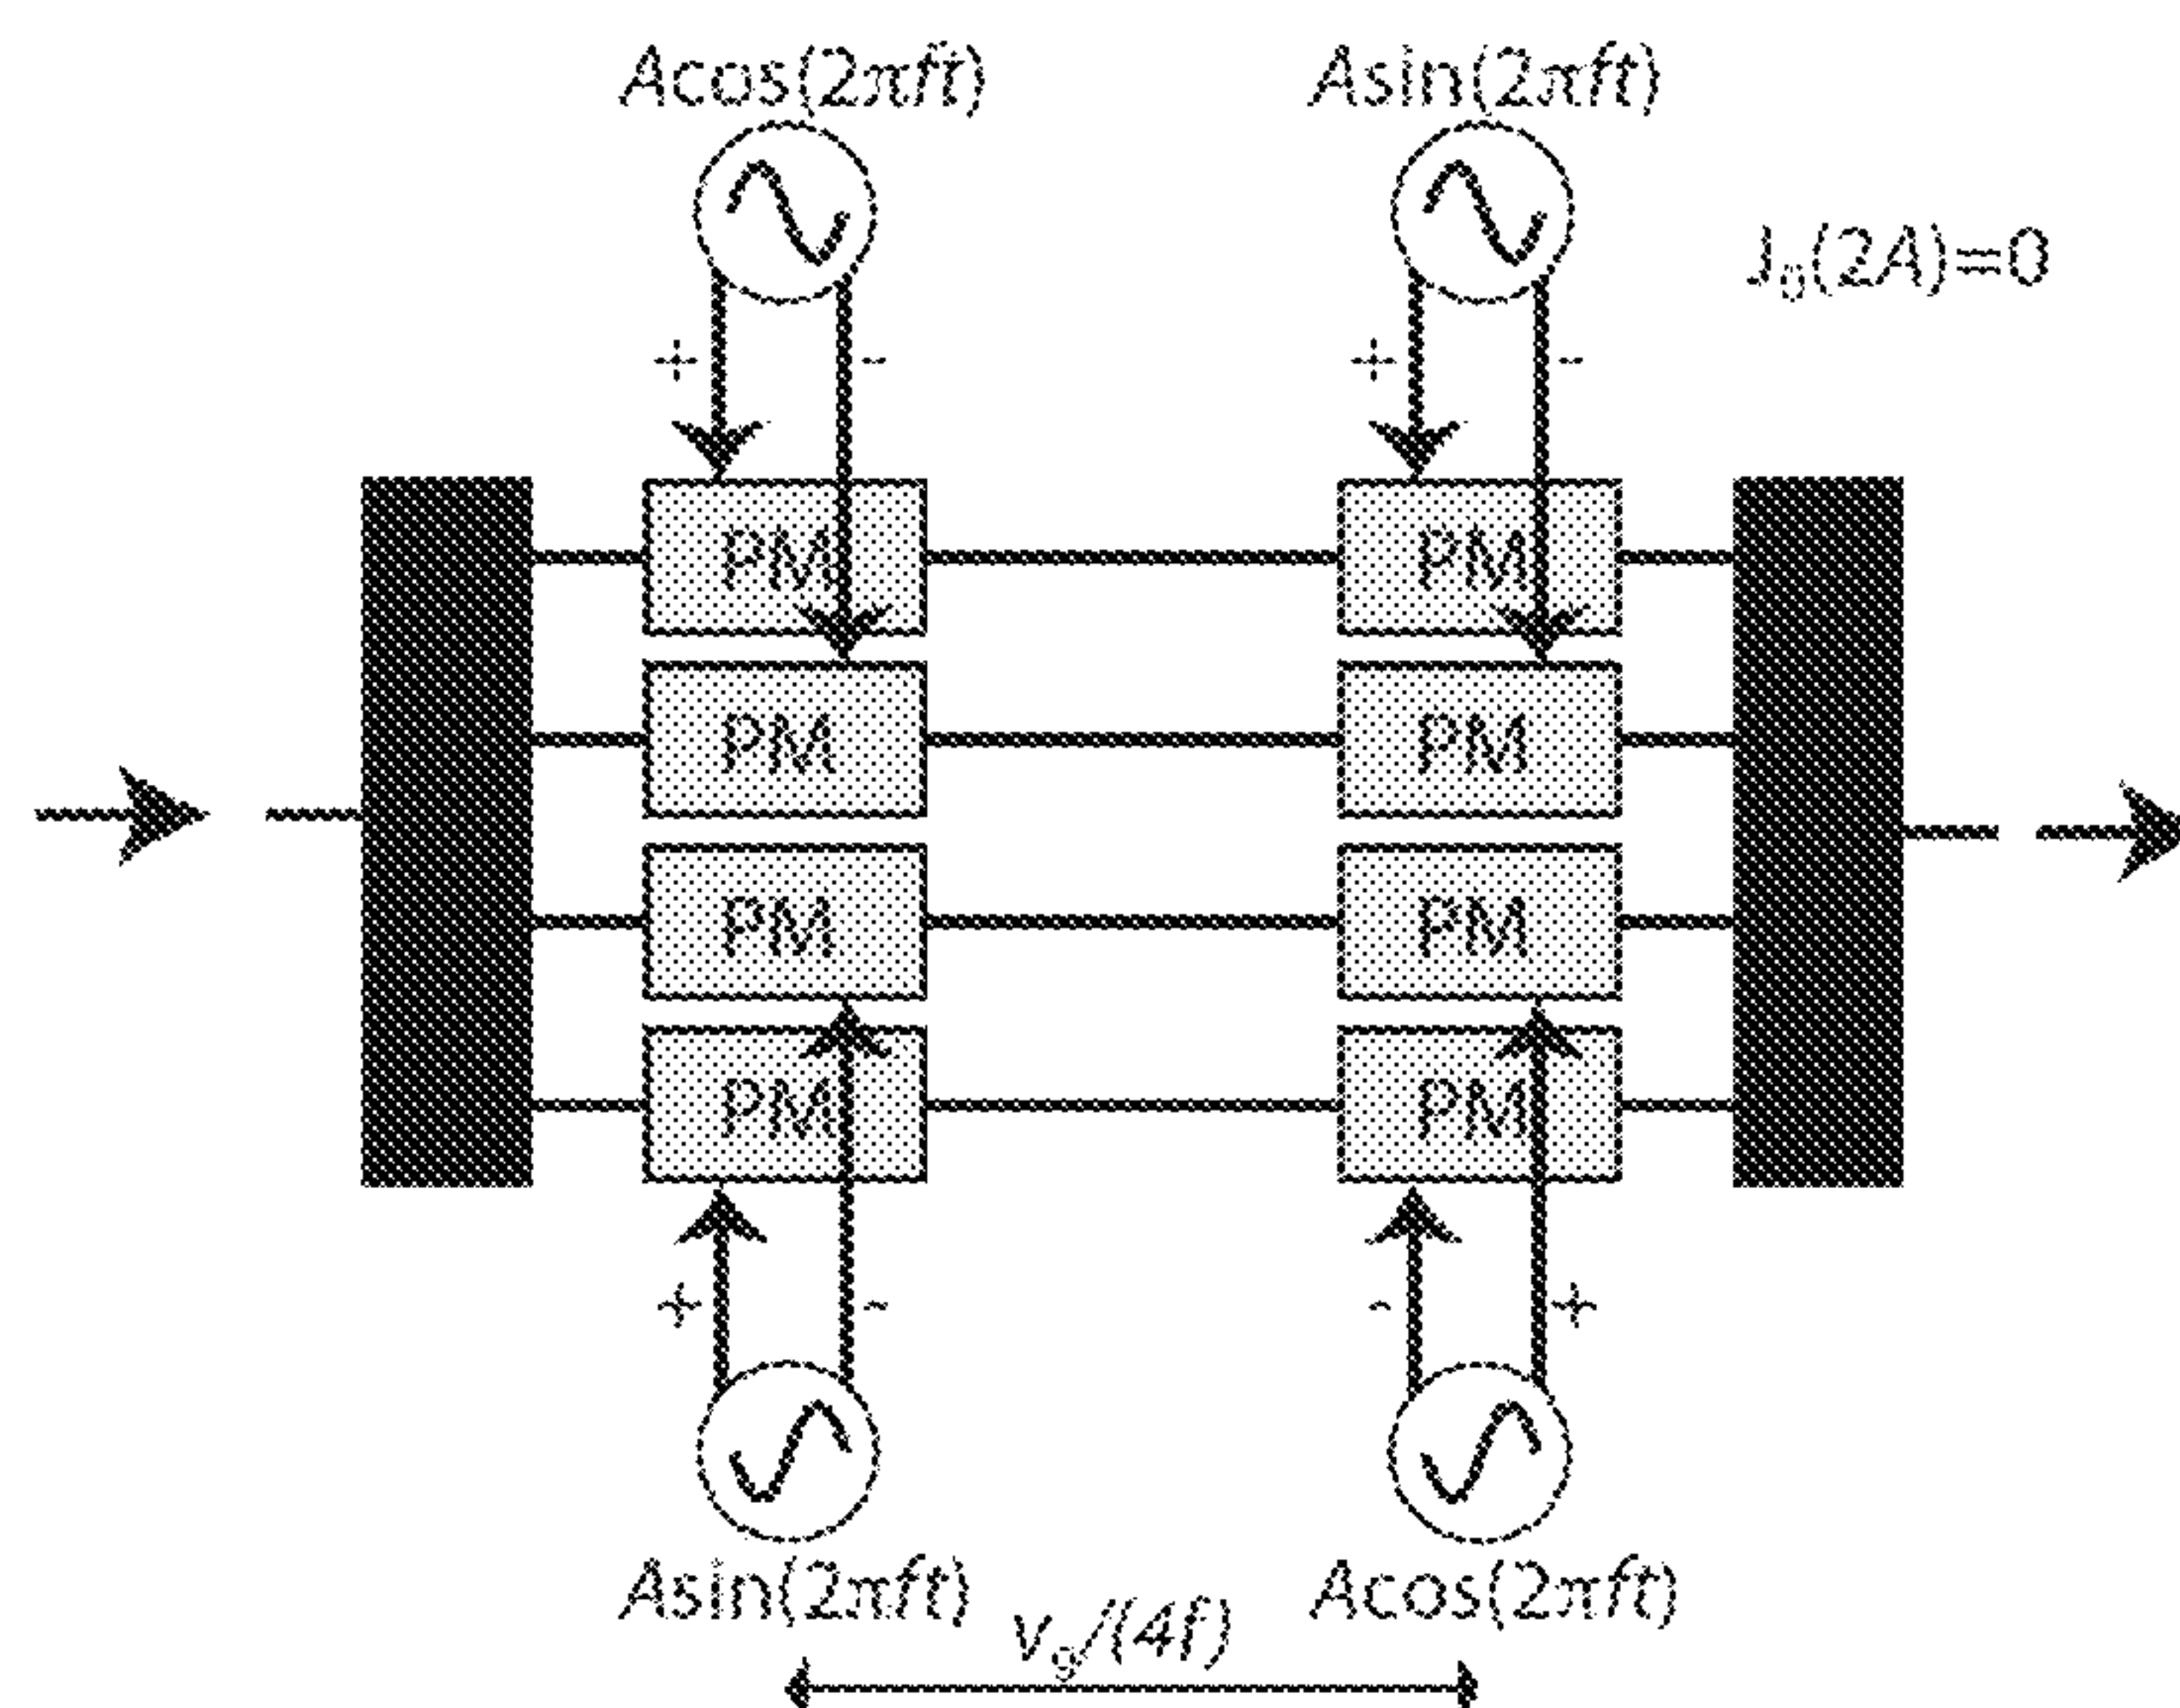 Acos(2πft) Asin(2πft)
J₀(2A)=0
+ - + -
PM PM
PM PM
PM PM
PM PM
+ - - +
Asin(2πft) Acos(2πft)
v_g/(4f)